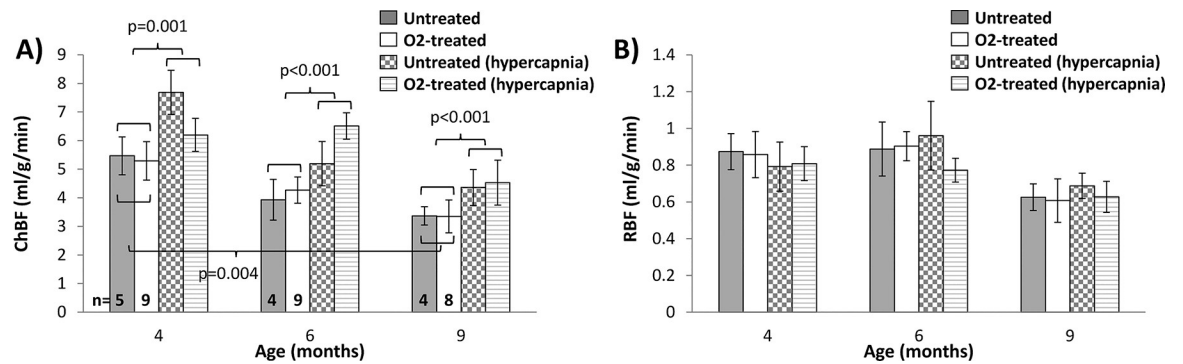 A)
ChBF (ml/g/min)
9
8
7
6
5
4
3
2
1
0
Untreated
O2-treated
Untreated (hypercapnia)
O2-treated (hypercapnia)
p=0.001
p<0.001
p<0.001
p=0.004
n= 5 9 4 9 4 8
4 6 9
Age (months)
B)
RBF (ml/g/min)
1.4
1.2
1
0.8
0.6
0.4
0.2
0
Untreated
O2-treated
Untreated (hypercapnia)
O2-treated (hypercapnia)
4 6 9
Age (months)